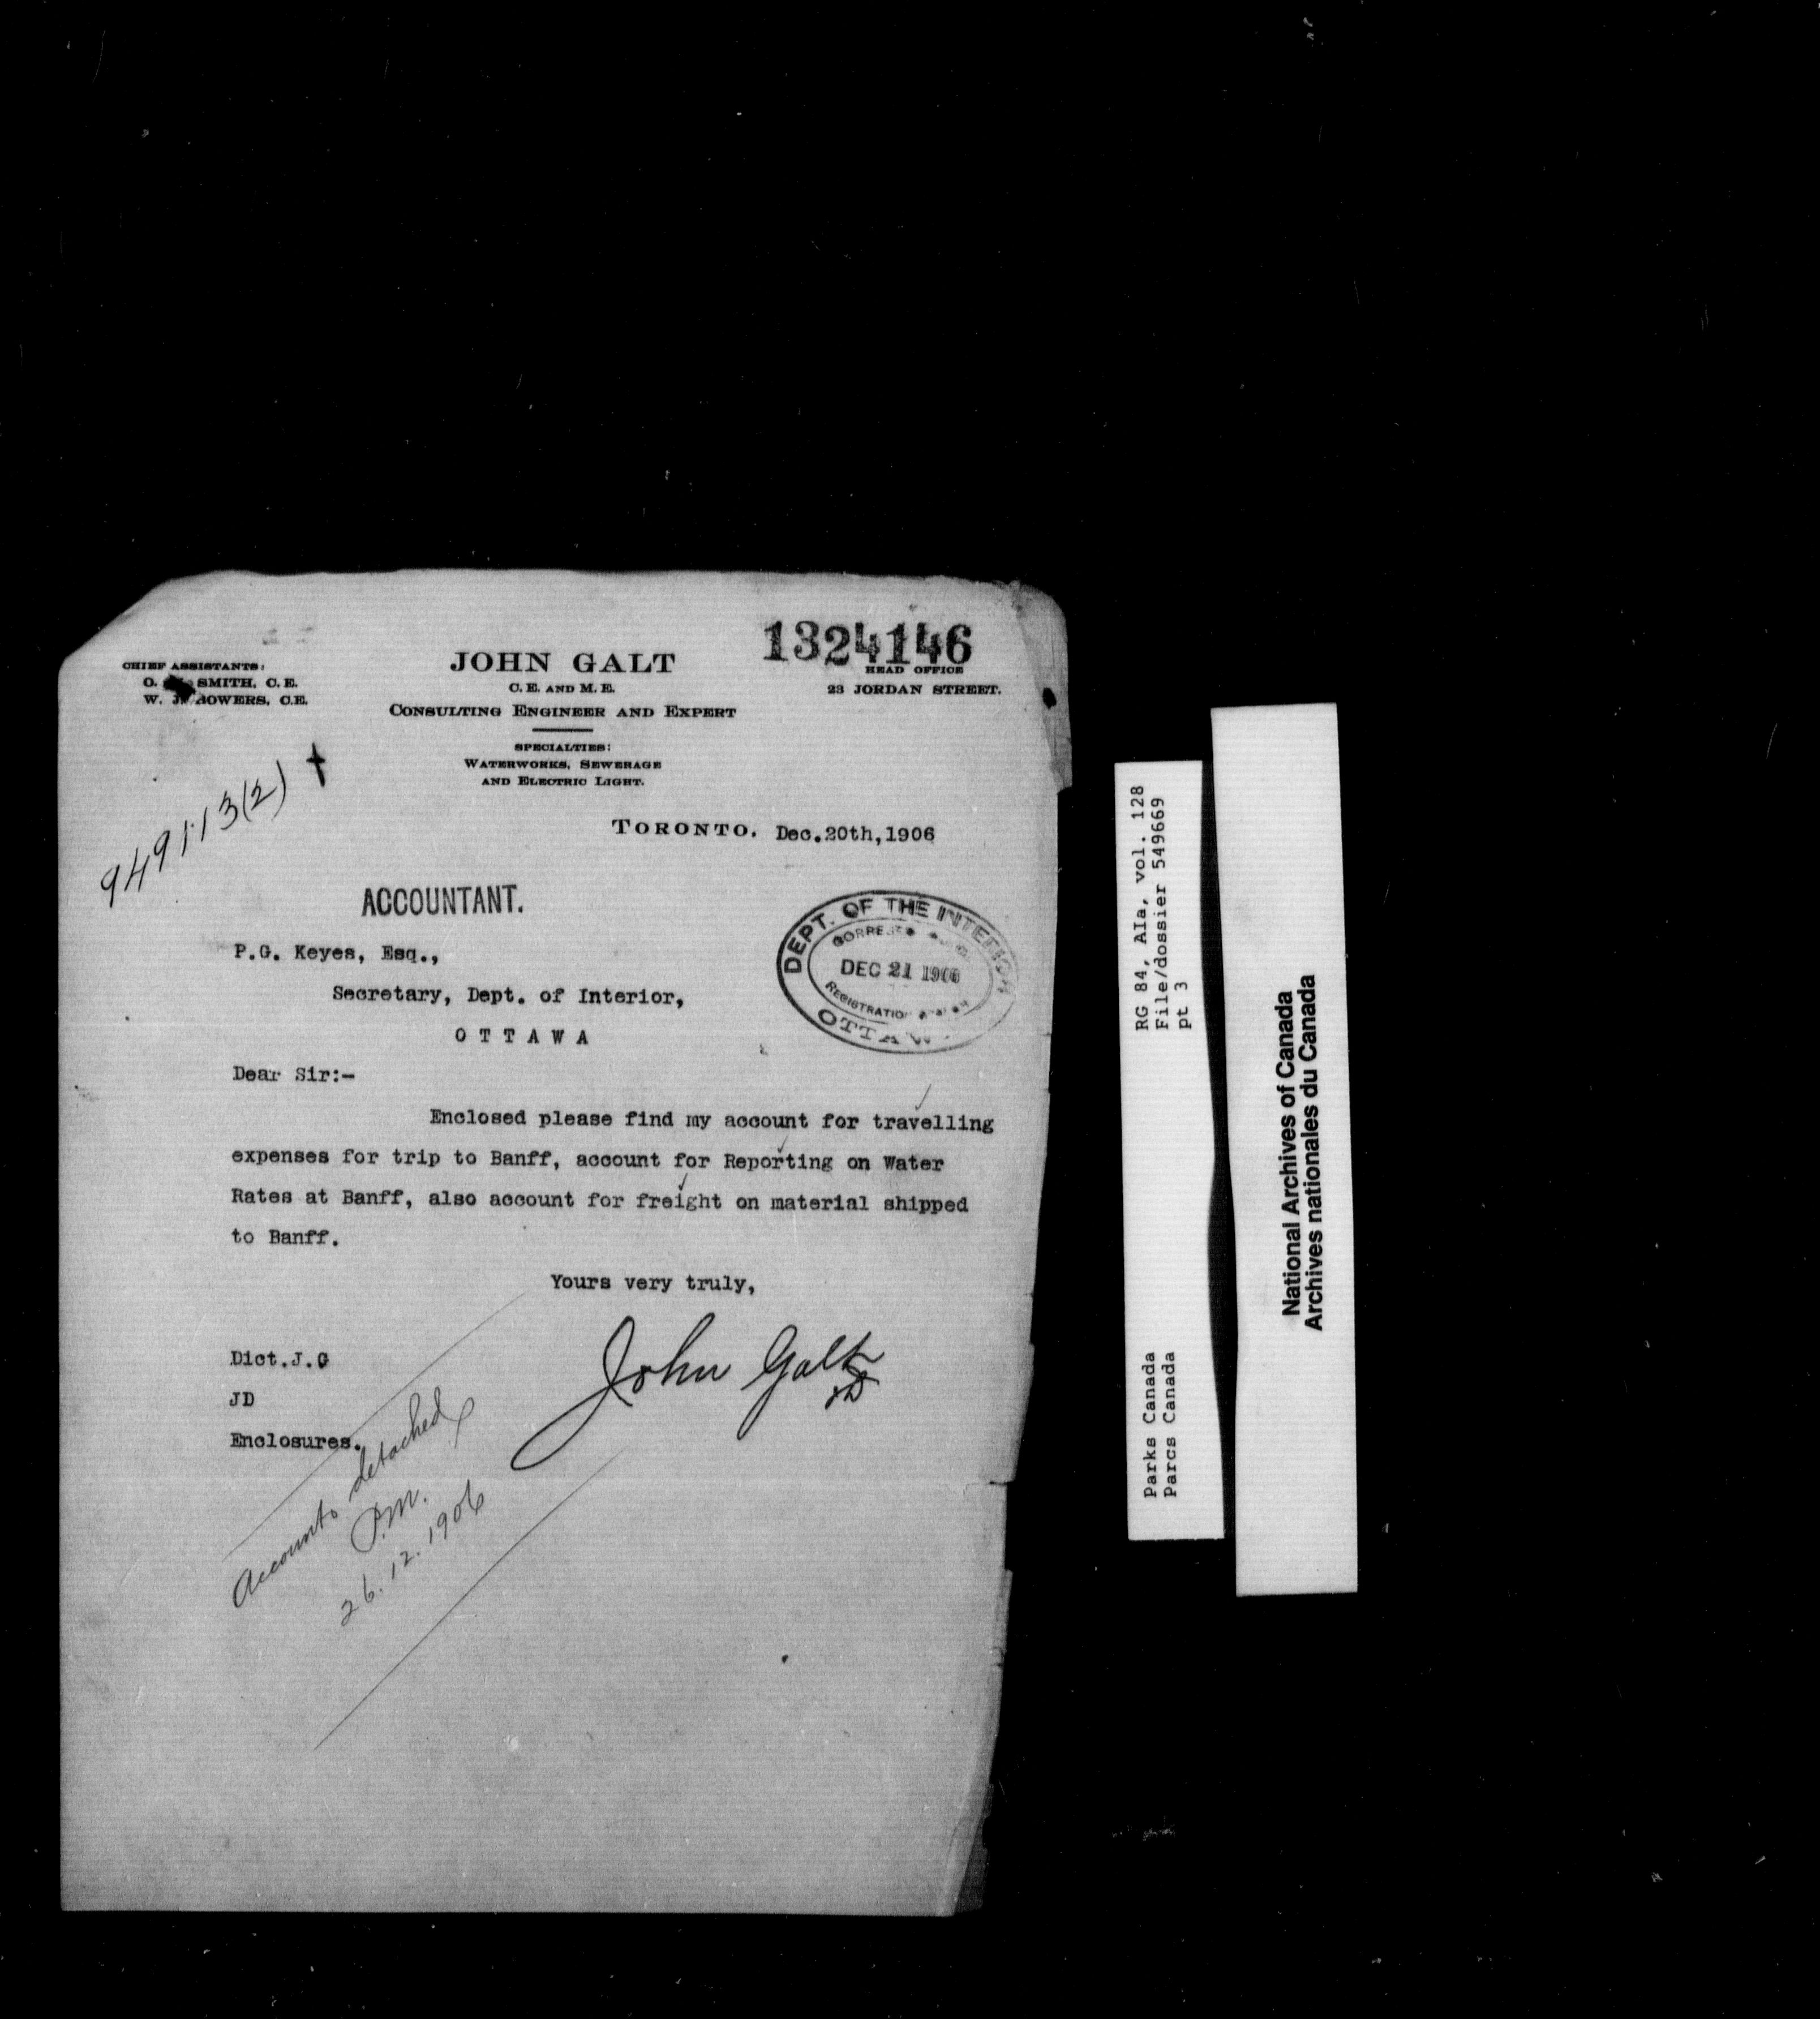 1324146
CHIEF ASSISTANTS:
O. SMITH, C. E.
W. J. BOWERS, C.E.
JOHN GALT
C. E. AND M. E.
CONSULTING ENGINEER AND EXPERT
SPECIALTIES:
WATERWORKS, SEWERAGE
AND ELECTRIC LIGHT.
HEAD OFFICE
23 JORDAN STREET.
949113(2)
TORONTO. Dec.20th,1906
ACCOUNTANT.
DEPT. OF THE INTERIOR
DEC 21 1906
REGISTRATION
OTTAWA
P.G. Keyes, Esq.,
Secretary, Dept. of Interior,
O T T A W A
Dear Sir:-
Enclosed please find my account for travelling
expenses for trip to Banff, account for Reporting on Water
Rates at Banff, also account for freight on material shipped
to Banff.
Yours very truly,
John Galt
JD
Dict.J.G
JD
Enclosures.
Accounts detached
P.M.
26.12.1906
RG 84, AIa, vol. 128
File/dossier 549669
pt 3
Parks Canada
Parcs Canada
National Archives of Canada
Archives nationales du Canada